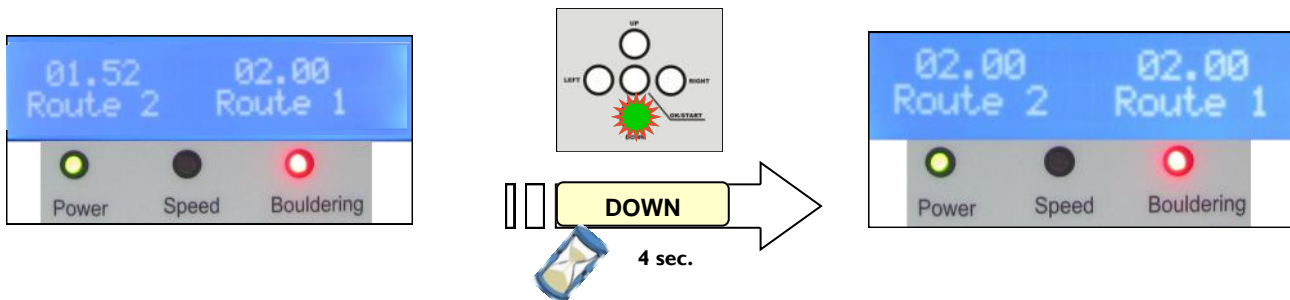 01.52 02.00
Route 2 Route 1
Power Speed Bouldering
UP
LEFT RIGHT
OK/START
DOWN
DOWN
4 sec.
02.00 02.00
Route 2 Route 1
Power Speed Bouldering